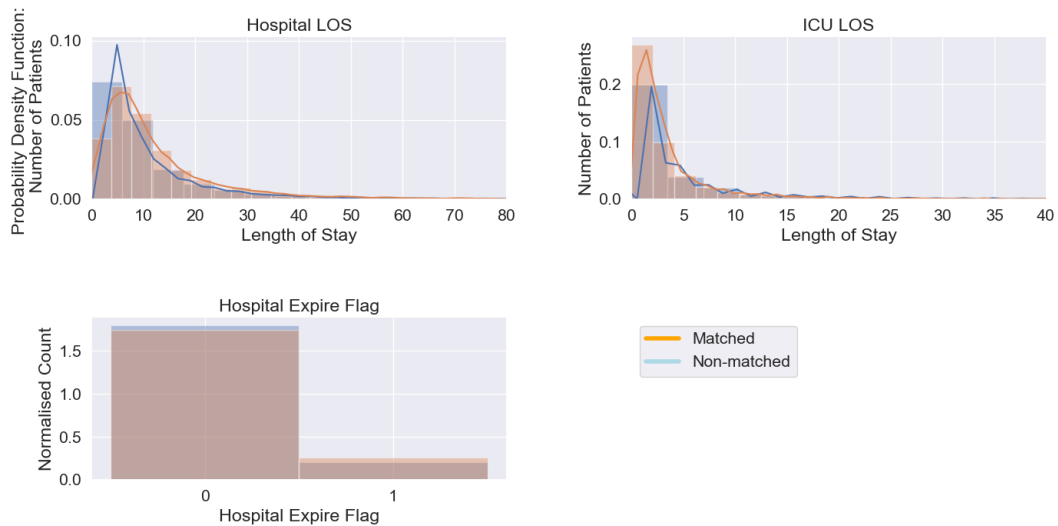 Hospital LOS
Probability Density Function:
Number of Patients
0.10
0.05
0.00
0 10 20 30 40 50 60 70 80
Length of Stay
ICU LOS
Number of Patients
0.2
0.1
0.0
0 5 10 15 20 25 30 35 40
Length of Stay
Hospital Expire Flag
Normalised Count
1.5
1.0
0.5
0.0
0 1
Hospital Expire Flag
Matched
Non-matched